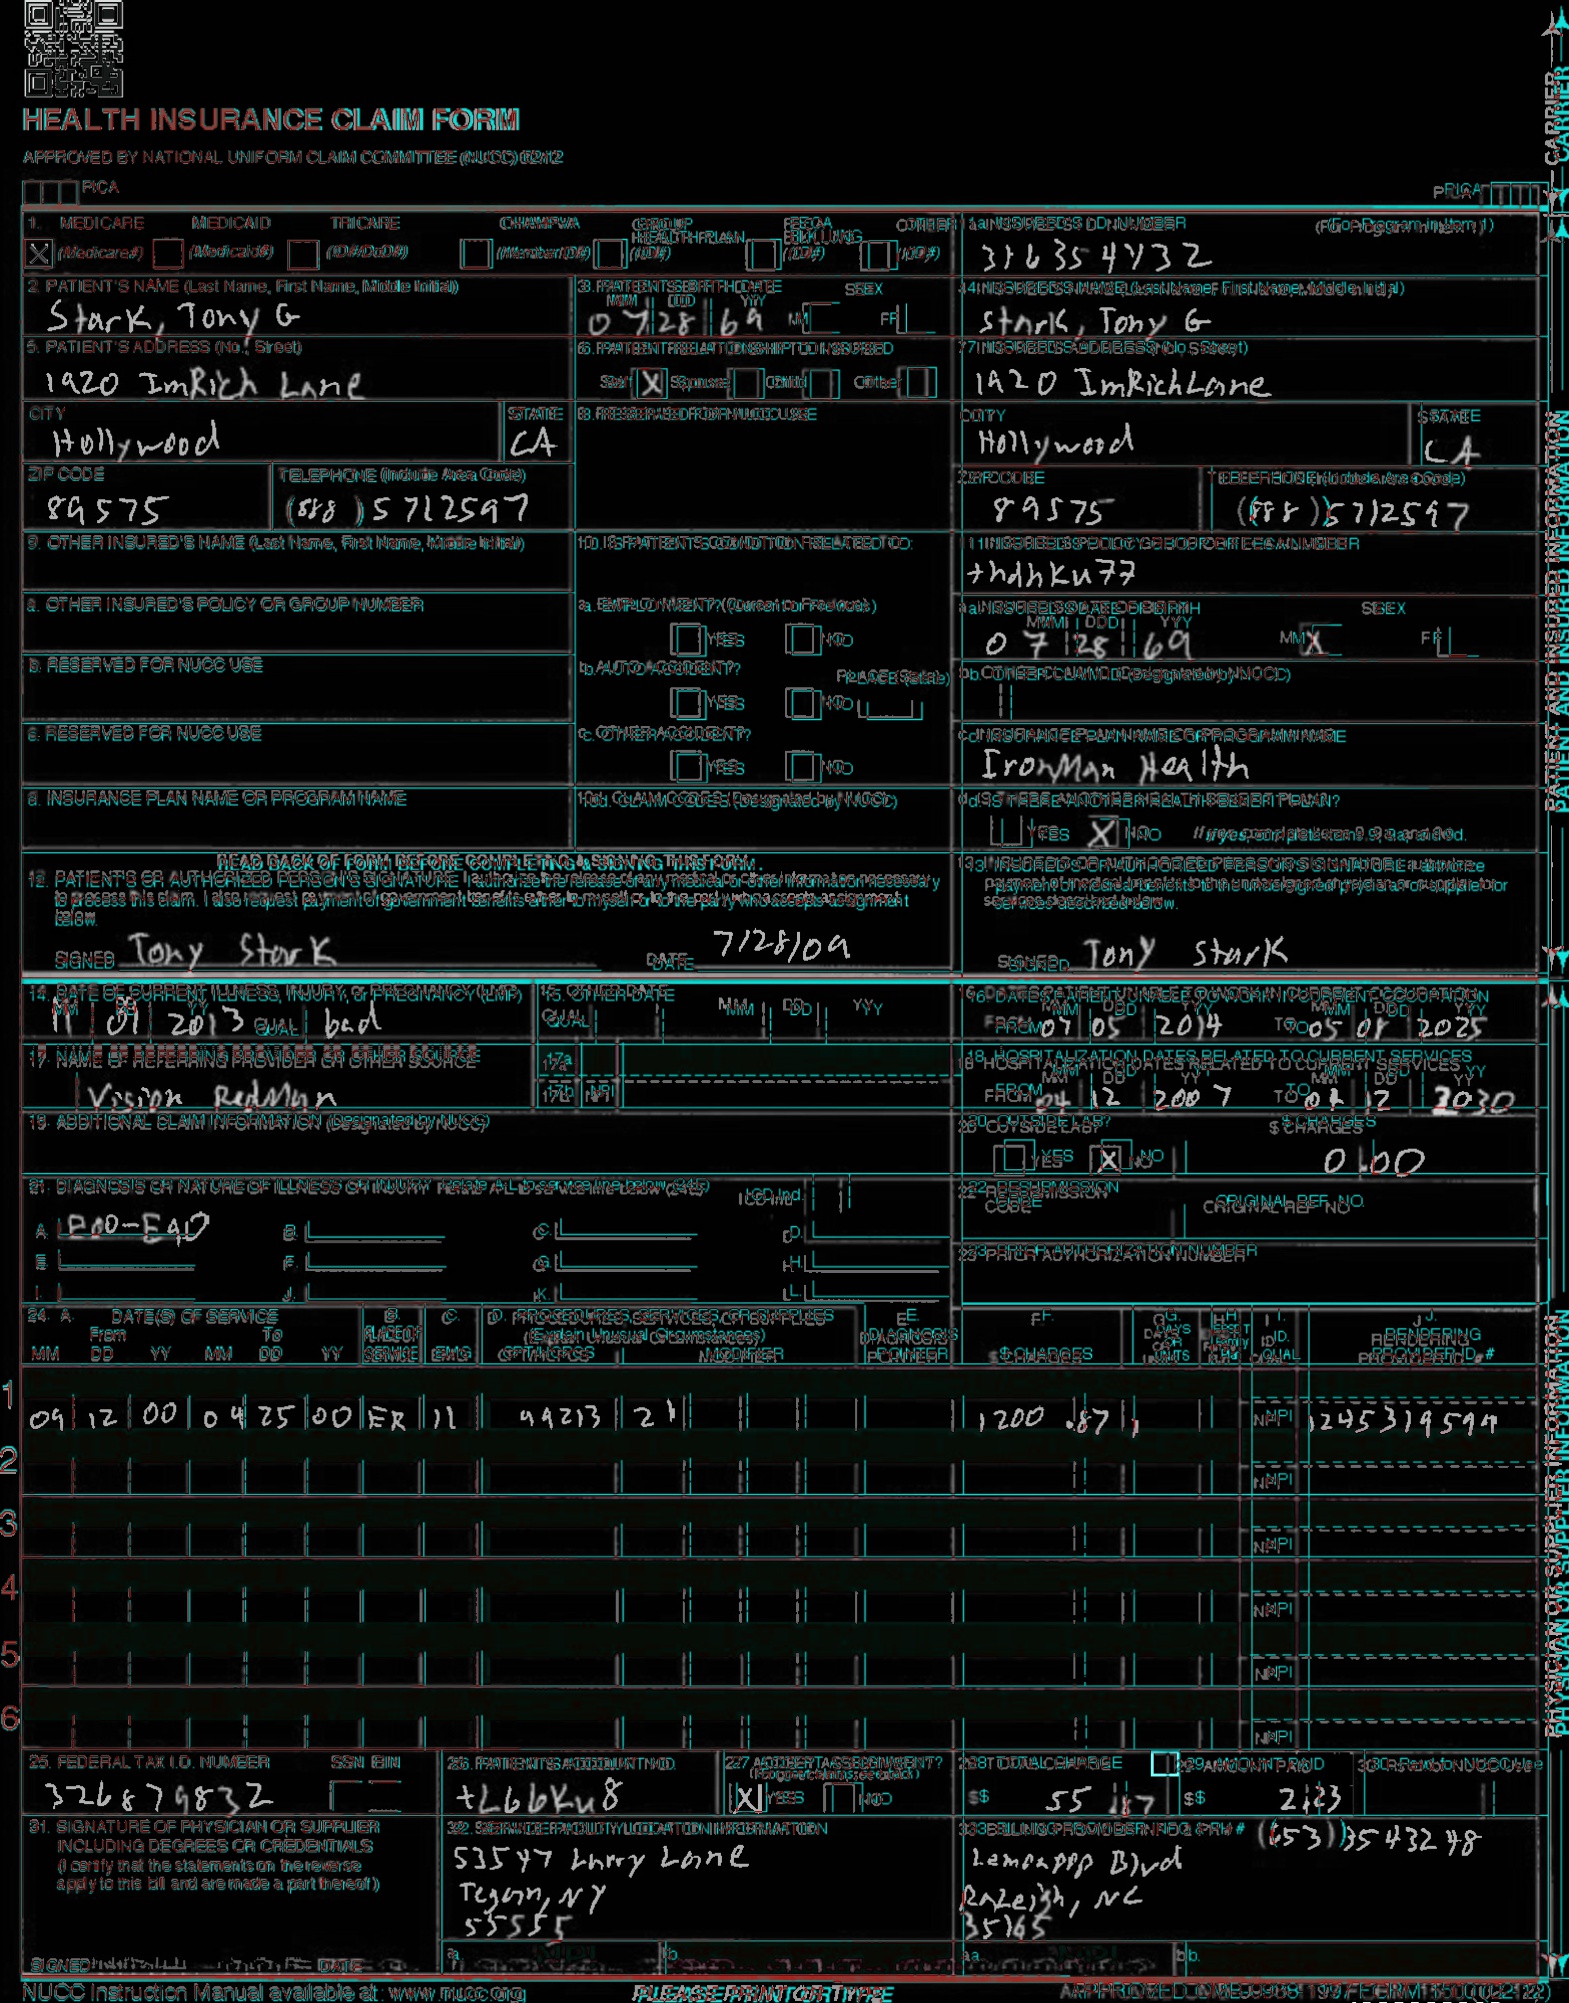 HEALTH INSURANCE CLAIM FORM
APPROVED BY NATIONAL UNIFORM CLAIM COMMITTEE (NUCC) 02/12
PICA PICA
CARRIER
1. MEDICARE MEDICAID TRICARE CHAMPVA GROUP HEALTH PLAN FECA BLK LUNG OTHER
X (Medicare#) (Medicaid#) (ID#/DoD#) (Member ID#) (ID#) (ID#) (ID#)
1a. INSURED'S I.D. NUMBER (For Program in Item 1)
316354732
2. PATIENT'S NAME (Last Name, First Name, Middle Initial)
Stark, Tony G
3. PATIENT'S BIRTH DATE SEX
MM DD YY
07 28 69 M F
4. INSURED'S NAME (Last Name, First Name, Middle Initial)
Stark, Tony G
5. PATIENT'S ADDRESS (No., Street)
1920 ImRich Lane
6. PATIENT RELATIONSHIP TO INSURED
Self X Spouse Child Other
7. INSURED'S ADDRESS (No., Street)
1920 ImRich Lane
CITY STATE
Hollywood CA
8. RESERVED FOR NUCC USE
CITY STATE
Hollywood CA
ZIP CODE TELEPHONE (Include Area Code)
89575 (888) 5712597
ZIP CODE TELEPHONE (Include Area Code)
89575 (888) 5712597
9. OTHER INSURED'S NAME (Last Name, First Name, Middle Initial)
10. IS PATIENT'S CONDITION RELATED TO:
11. INSURED'S POLICY GROUP OR FECA NUMBER
thdhku77
a. OTHER INSURED'S POLICY OR GROUP NUMBER
a. EMPLOYMENT? (Current or Previous)
YES NO
a. INSURED'S DATE OF BIRTH SEX
MM DD YY
07 28 69 M X F
b. RESERVED FOR NUCC USE
b. AUTO ACCIDENT? PLACE (State)
YES NO
b. OTHER CLAIM ID (Designated by NUCC)
c. RESERVED FOR NUCC USE
c. OTHER ACCIDENT?
YES NO
c. INSURANCE PLAN NAME OR PROGRAM NAME
IronMan Health
d. INSURANCE PLAN NAME OR PROGRAM NAME
10d. CLAIM CODES (Designated by NUCC)
d. IS THERE ANOTHER HEALTH BENEFIT PLAN?
YES X NO If yes, complete items 9, 9a, and 9d.
PATIENT AND INSURED INFORMATION
READ BACK OF FORM BEFORE COMPLETING & SIGNING THIS FORM.
12. PATIENT'S OR AUTHORIZED PERSON'S SIGNATURE I authorize the release of any medical or other information necessary
to process this claim. I also request payment of government benefits either to myself or to the party who accepts assignment
below.
SIGNED Tony Stark DATE 7/28/09
13. INSURED'S OR AUTHORIZED PERSON'S SIGNATURE I authorize
payment of medical benefits to the undersigned physician or supplier for
services described below.
SIGNED Tony Stark
14. DATE OF CURRENT ILLNESS, INJURY, or PREGNANCY (LMP)
MM DD YY
11 01 2013 QUAL bad
15. OTHER DATE
QUAL MM DD YY
16. DATES PATIENT UNABLE TO WORK IN CURRENT OCCUPATION
MM DD YY MM DD YY
FROM 07 05 2014 TO 05 08 2025
17. NAME OF REFERRING PROVIDER OR OTHER SOURCE
Vision RedMan
17a.
17b. NPI
18. HOSPITALIZATION DATES RELATED TO CURRENT SERVICES
MM DD YY MM DD YY
FROM 04 12 2007 TO 12 2030
19. ADDITIONAL CLAIM INFORMATION (Designated by NUCC)
20. OUTSIDE LAB? $ CHARGES
YES X NO 0 00
21. DIAGNOSIS OR NATURE OF ILLNESS OR INJURY Relate A-L to service line below (24E) ICD Ind.
A. E00-E90 B. C. D.
E. F. G. H.
I. J. K. L.
22. RESUBMISSION CODE ORIGINAL REF. NO.
23. PRIOR AUTHORIZATION NUMBER
24. A. DATE(S) OF SERVICE B. C. D. PROCEDURES, SERVICES, OR SUPPLIES E. F. G. H. I. J.
From To PLACE OF (Explain Unusual Circumstances) DIAGNOSIS DAYS OR UNITS ID. RENDERING
MM DD YY MM DD YY SERVICE EMG CPT/HCPCS MODIFIER POINTER $ CHARGES QUAL. PROVIDER ID. #
1 09 12 00 04 25 00 ER 11 99213 21 1200 .87 1 NPI 1245319594
2 NPI
3 NPI
4 NPI
5 NPI
6 NPI
PHYSICIAN OR SUPPLIER INFORMATION
25. FEDERAL TAX I.D. NUMBER SSN EIN
326879832
26. PATIENT'S ACCOUNT NO.
tL66Ku8
27. ACCEPT ASSIGNMENT?
X YES NO
28. TOTAL CHARGE
$ 55 .87
29. AMOUNT PAID
$ 2.23
30. Rsvd for NUCC Use
31. SIGNATURE OF PHYSICIAN OR SUPPLIER
INCLUDING DEGREES OR CREDENTIALS
(I certify that the statements on the reverse
apply to this bill and are made a part thereof.)
SIGNED DATE
32. SERVICE FACILITY LOCATION INFORMATION
53547 Larry Lane
NY
55555
a. b.
33. BILLING PROVIDER INFO & PH # (653) 3543248
Blvd
Raleigh, NC
35765
a. b.
NUCC Instruction Manual available at: www.nucc.org
PLEASE PRINT OR TYPE